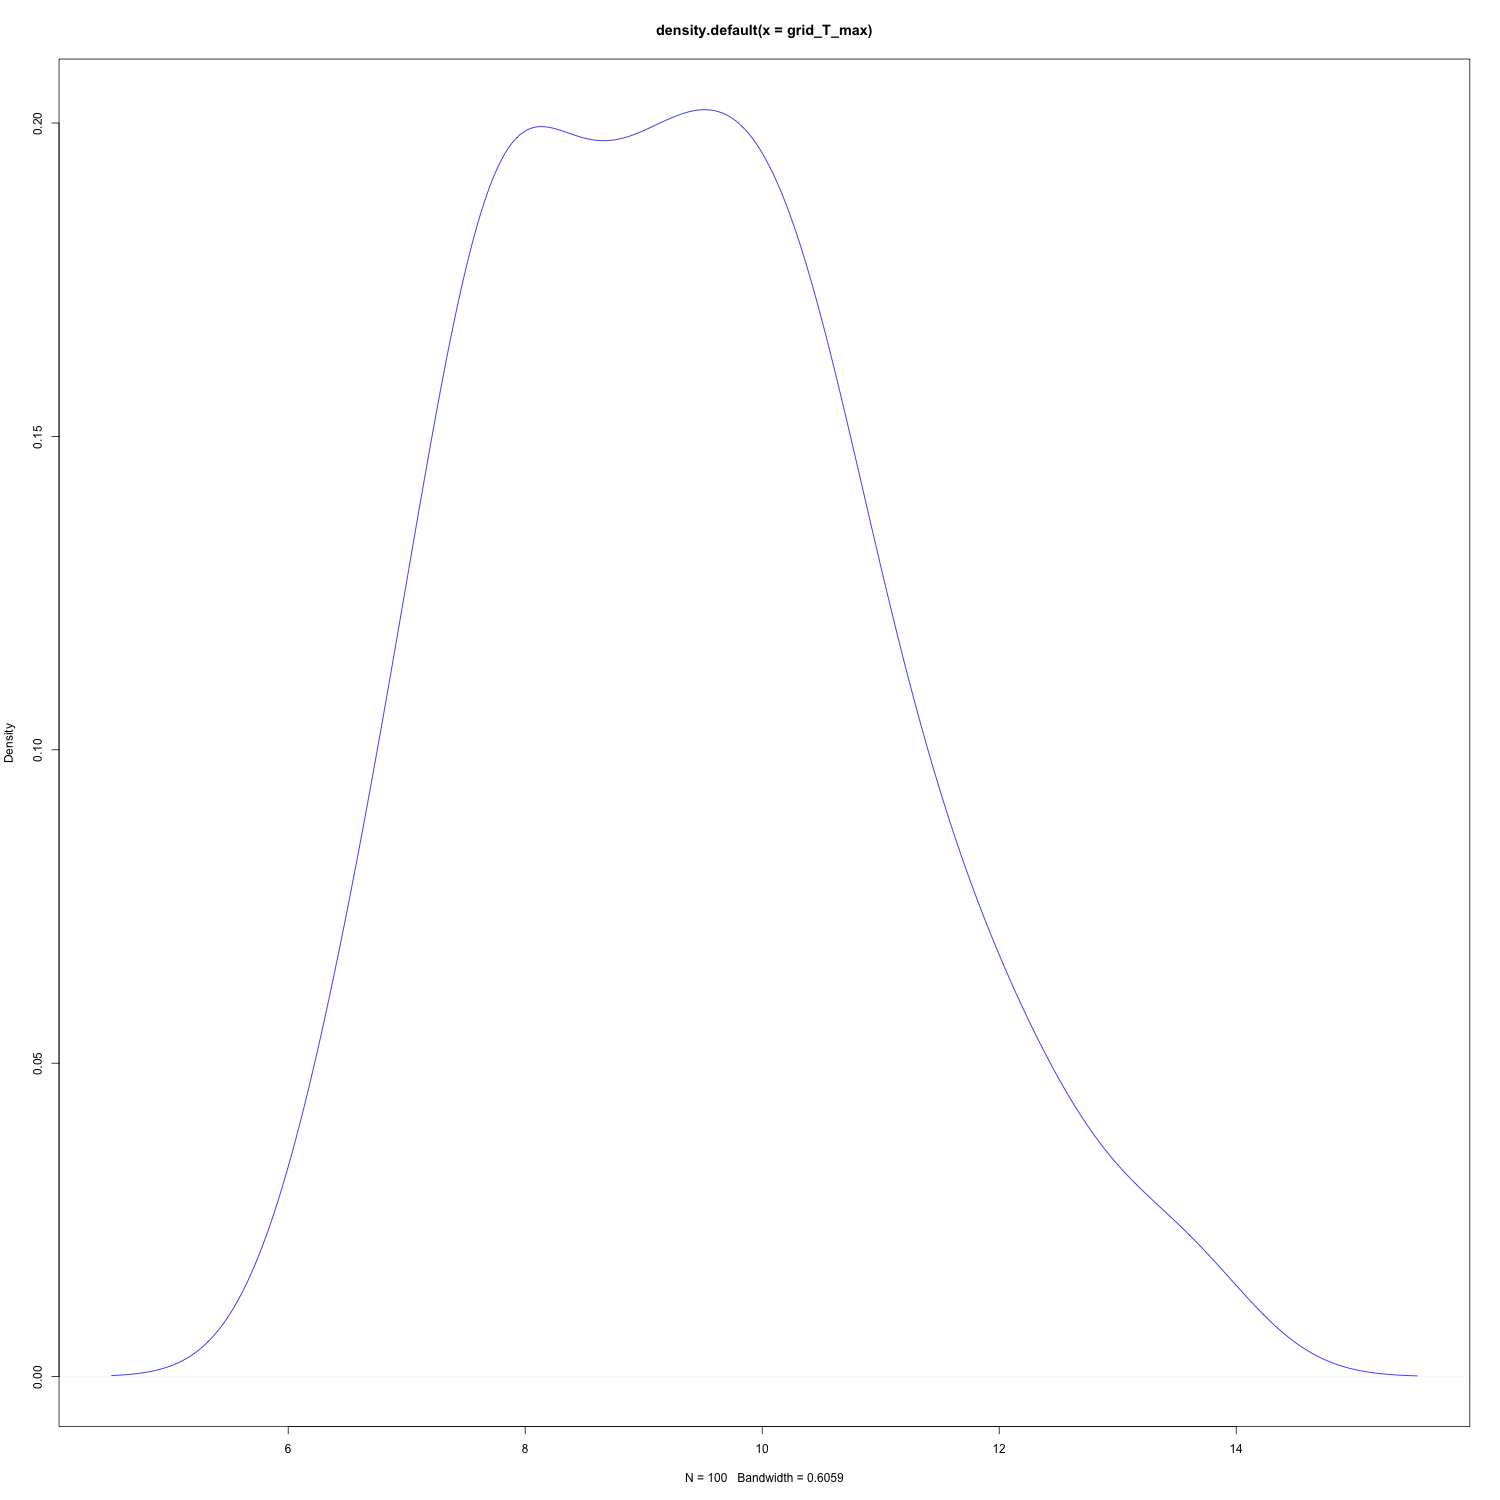 density.default(x = grid_T_max)
0.20
0.15
0.10
0.05
0.00
Density
6 8 10 12 14
N = 100 Bandwidth = 0.6059